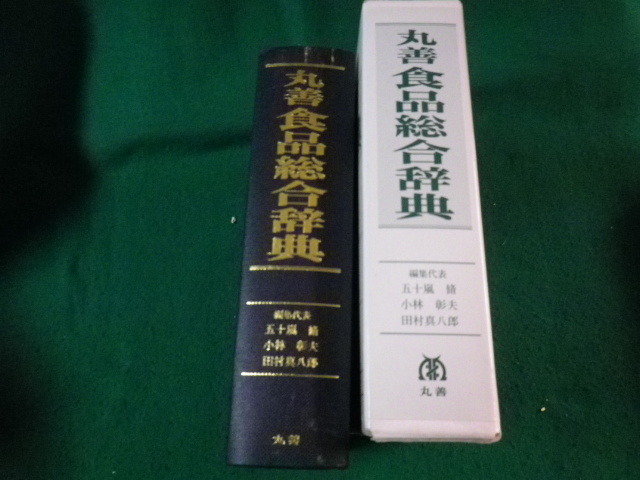 丸善
食品総合辞典
編集代表
五十嵐 脩
小林 彰夫
田村真八郎
丸善
丸善
食品総合辞典
編集代表
五十嵐 脩
小林 彰夫
田村真八郎
丸善